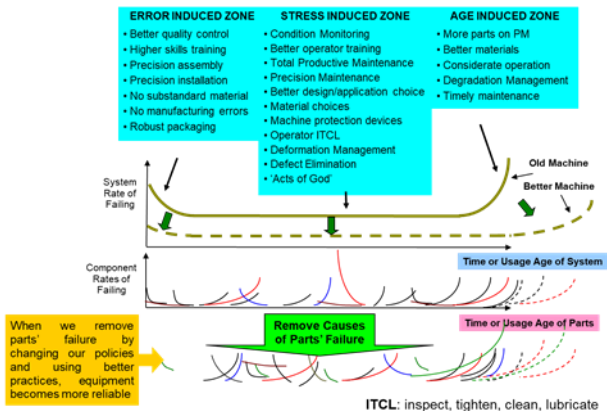 ERROR INDUCED ZONE
• Better quality control
• Higher skills training
• Precision assembly
• Precision installation
• No substandard material
• No manufacturing errors
• Robust packaging
STRESS INDUCED ZONE
• Condition Monitoring
• Better operator training
• Total Productive Maintenance
• Precision Maintenance
• Better design/application choice
• Material choices
• Machine protection devices
• Operator ITCL
• Deformation Management
• Defect Elimination
• 'Acts of God'
AGE INDUCED ZONE
• More parts on PM
• Better materials
• Considerate operation
• Degradation Management
• Timely maintenance
System
Rate of
Failing
Old Machine
Better Machine
Time or Usage Age of System
Component
Rates of
Failing
Time or Usage Age of Parts
Remove Causes
of Parts' Failure
When we remove
parts' failure by
changing our policies
and using better
practices, equipment
becomes more reliable
ITCL: inspect, tighten, clean, lubricate